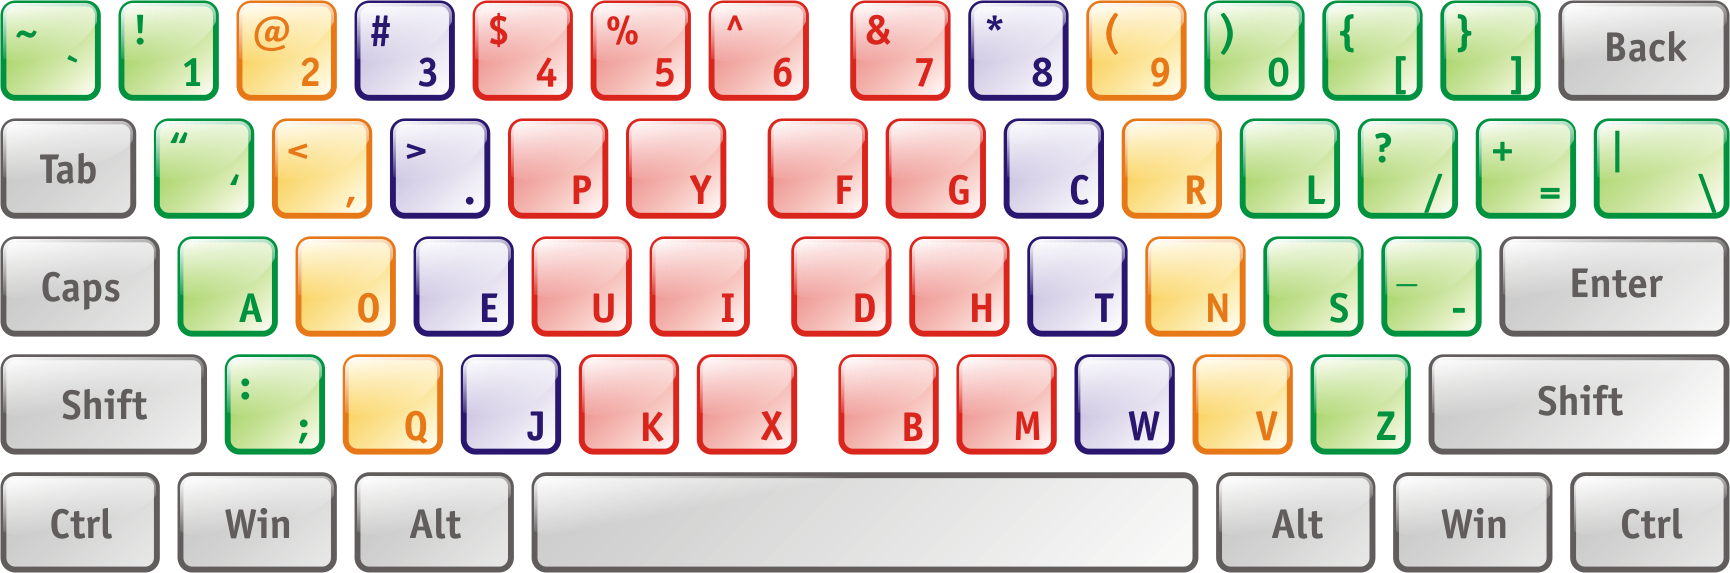 ~ ` ! 1 @ 2 # 3 $ 4 % 5 ^ 6 & 7 * 8 ( 9 ) 0 { [ } ] Back
Tab “ ‘ < , > . P Y F G C R L ? / + = | \
Caps A O E U I D H T N S _ - Enter
Shift : ; Q J K X B M W V Z Shift
Ctrl Win Alt Alt Win Ctrl